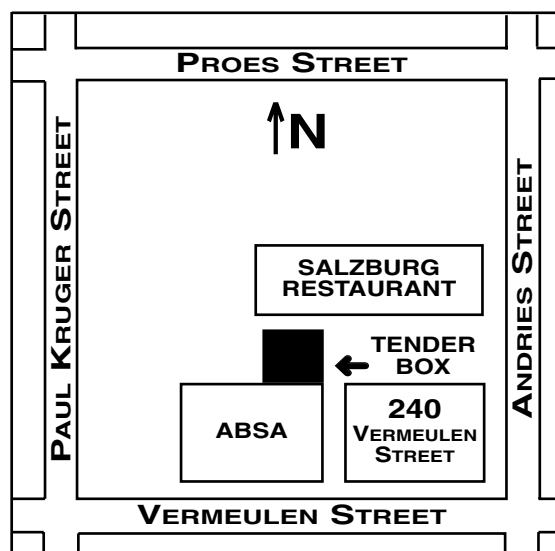 PROES STREET
N
PAUL KRUGER STREET
ANDRIES STREET
SALZBURG
RESTAURANT
TENDER
BOX
ABSA
240
VERMEULEN
STREET
VERMEULEN STREET